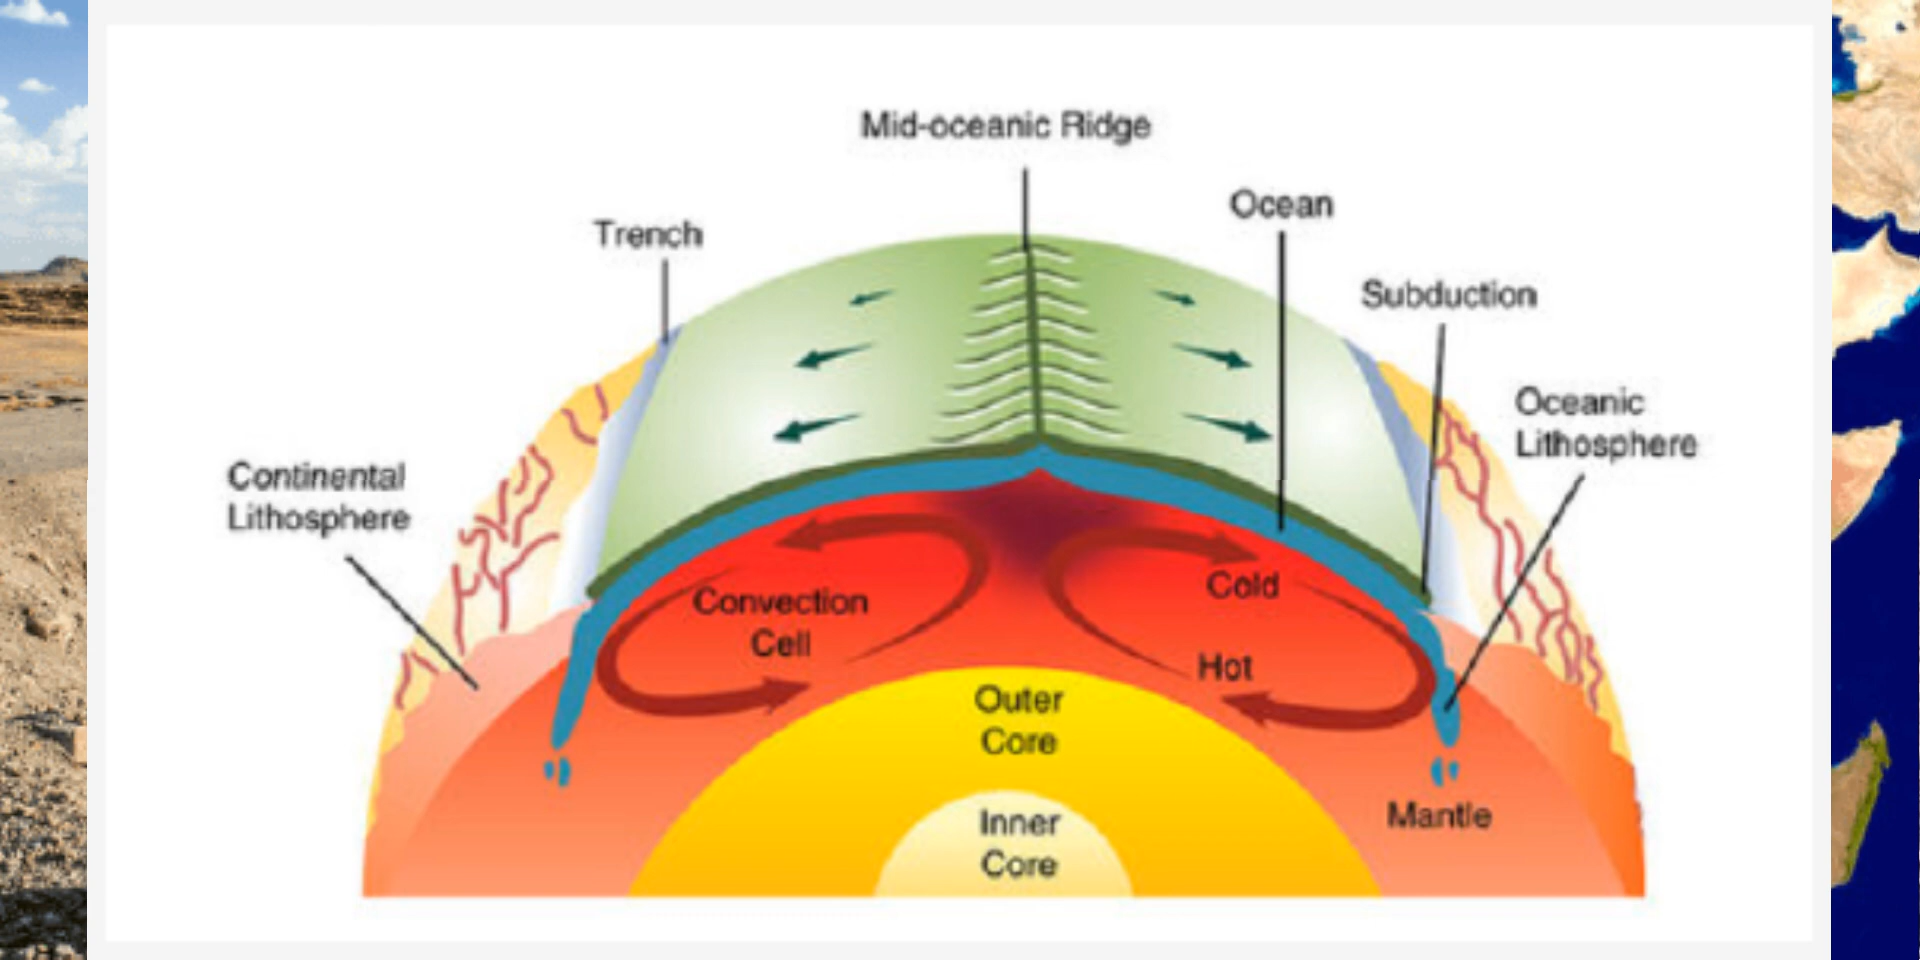 Mid-oceanic Ridge
Ocean
Trench
Subduction
Oceanic
Lithosphere
Continental
Lithosphere
Convection
Cell
Cold
Hot
Outer
Core
Mantle
Inner
Core